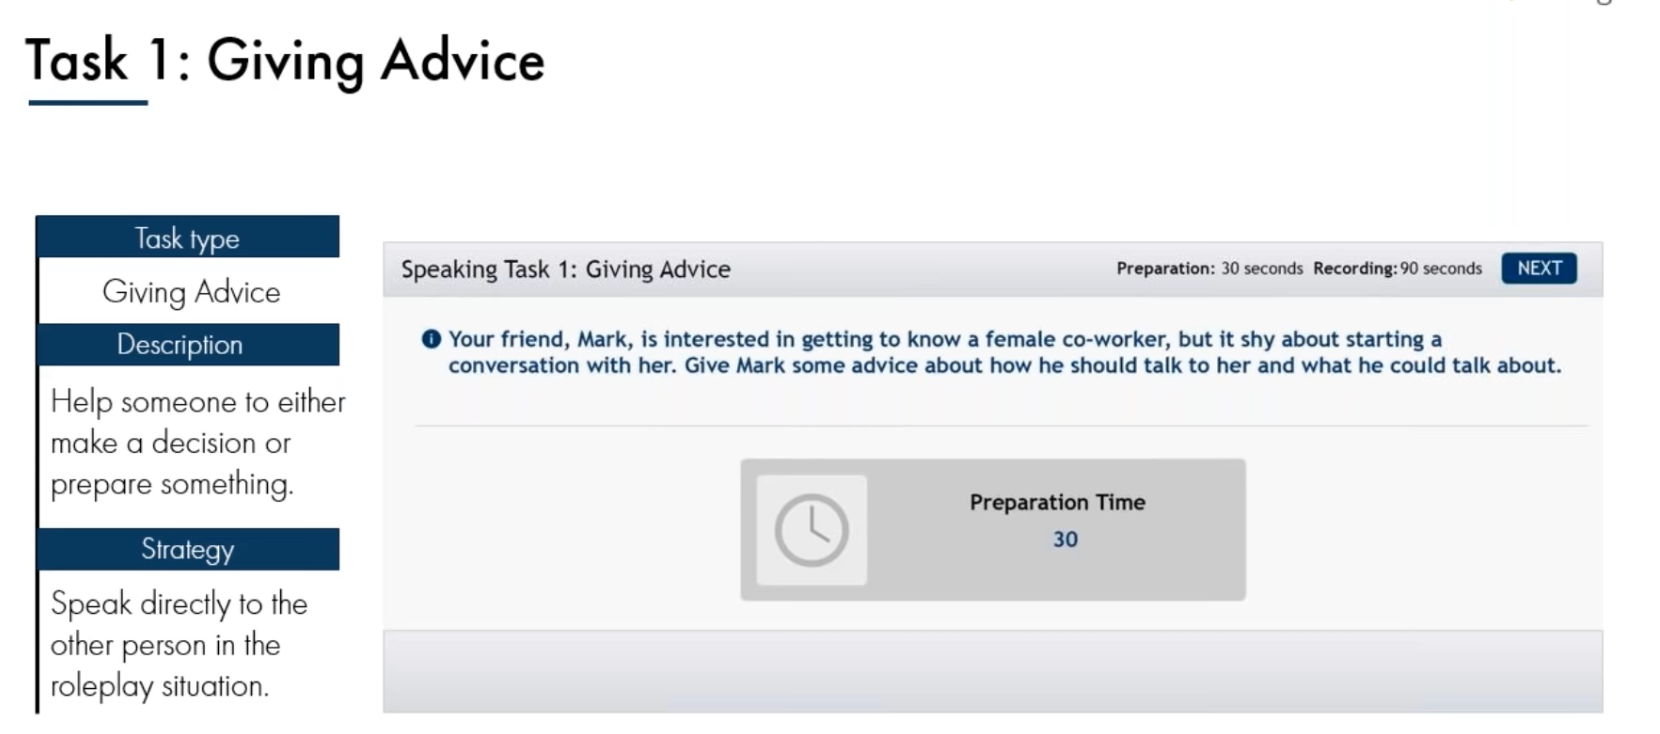 Task 1: Giving Advice
Task type
Giving Advice
Description
Help someone to either
make a decision or
prepare something.
Strategy
Speak directly to the
other person in the
roleplay situation.
Speaking Task 1: Giving Advice
Preparation: 30 seconds Recording: 90 seconds NEXT
Your friend, Mark, is interested in getting to know a female co-worker, but it shy about starting a
conversation with her. Give Mark some advice about how he should talk to her and what he could talk about.
Preparation Time
30